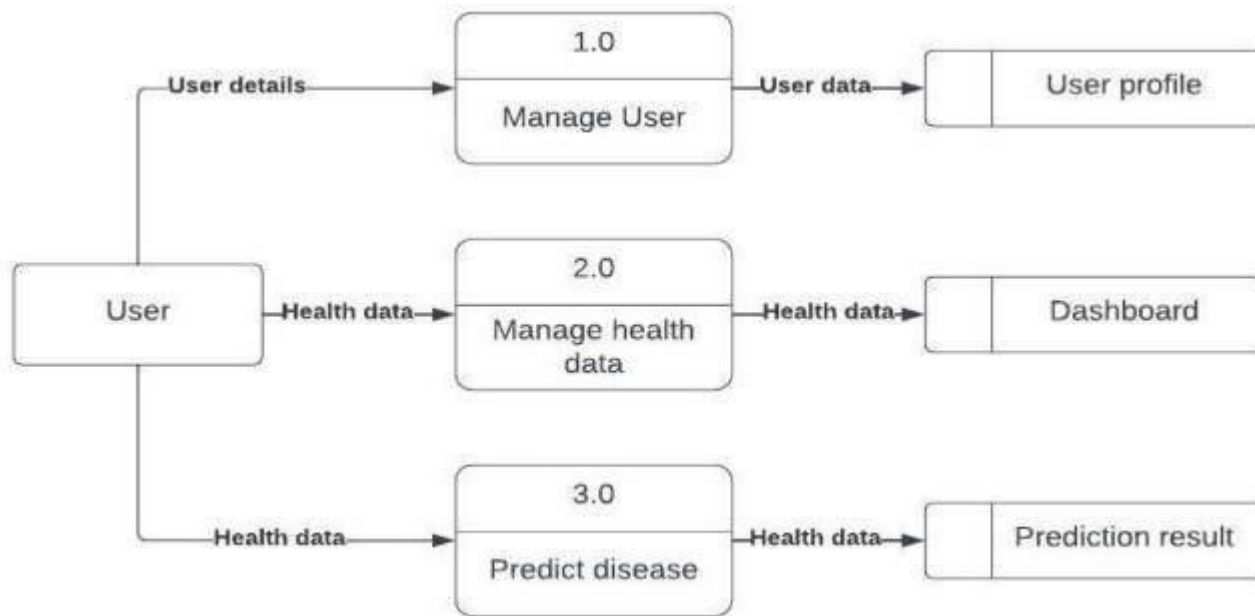 1.0
User details
Manage User
User data
User profile
User
Health data
2.0
Manage health
data
Health data
Dashboard
Health data
3.0
Predict disease
Health data
Prediction result